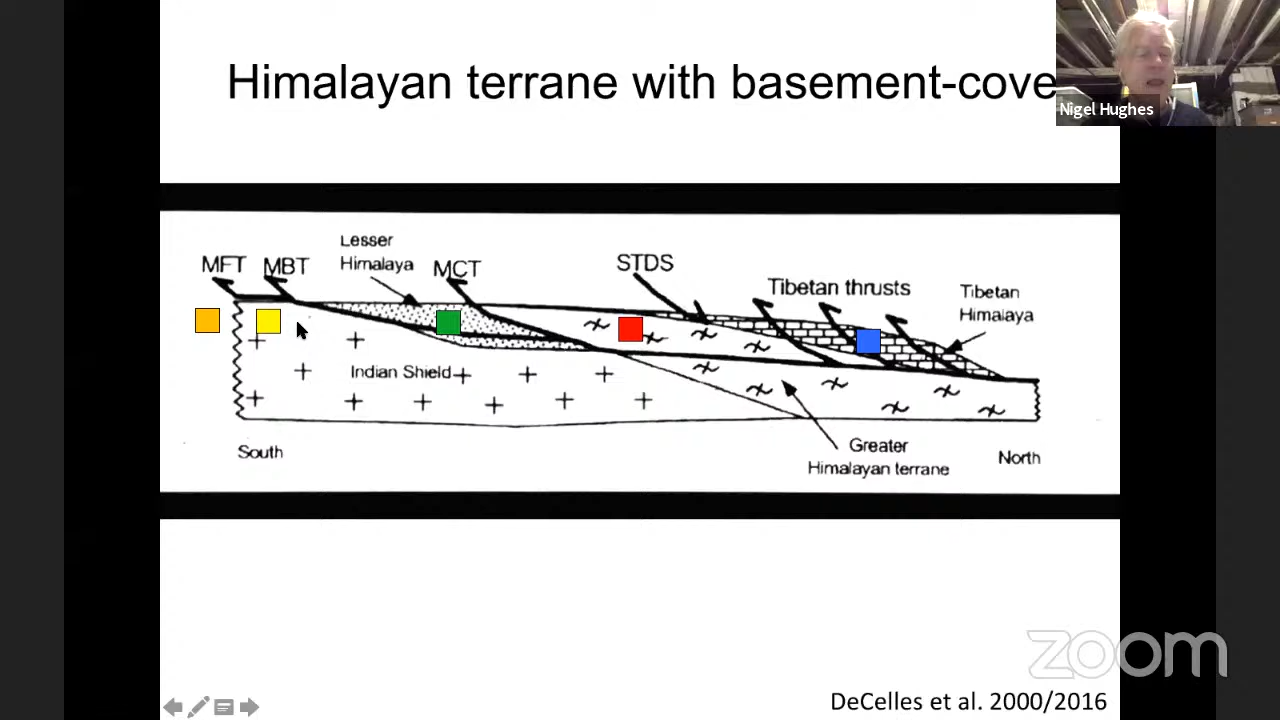 Himalayan terrane with basement-cove
Nigel Hughes
Lesser
Himalaya
MFT
MBT
MCT
STDS
Tibetan thrusts
Tibetan
Himalaya
Indian Shield
Greater
Himalayan terrane
South
North
zoom
DeCelles et al. 2000/2016